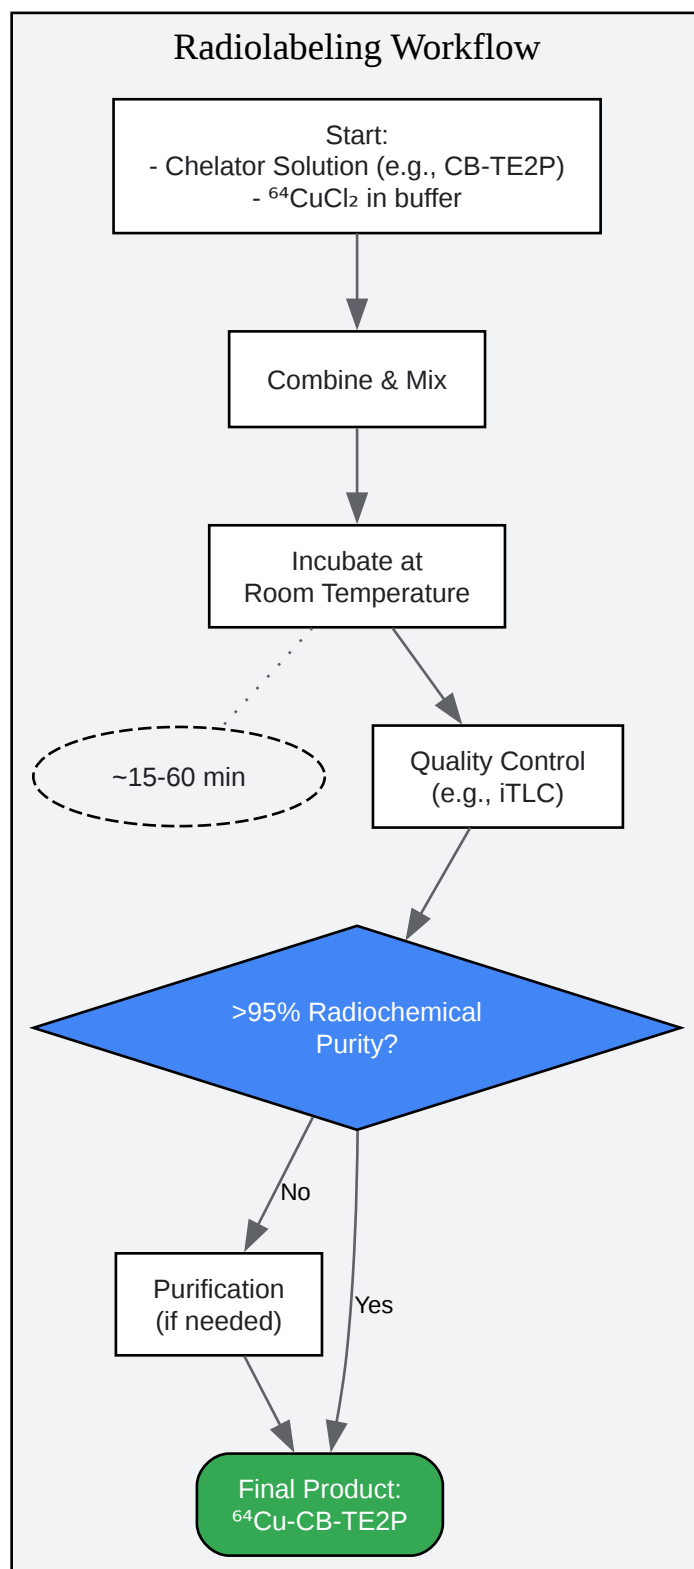 Radiolabeling Workflow
Start:
- Chelator Solution (e.g., CB-TE2P)
- ⁶⁴CuCl₂ in buffer
Combine & Mix
Incubate at
Room Temperature
~15-60 min
Quality Control
(e.g., iTLC)
>95% Radiochemical
Purity?
No
Purification
(if needed)
Yes
Final Product:
⁶⁴Cu-CB-TE2P